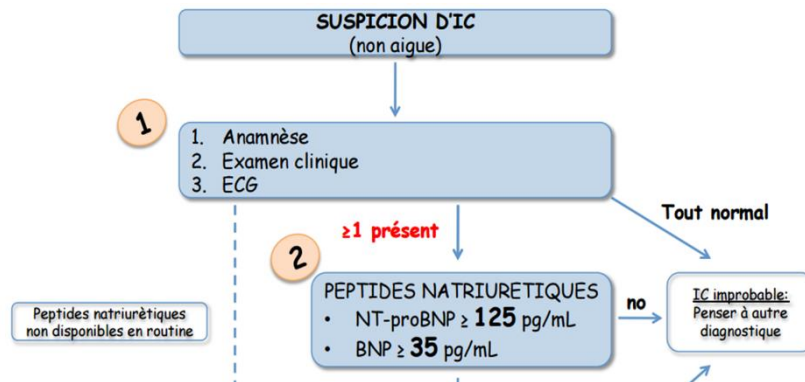 SUSPICION D'IC
(non aigue)
1
1. Anamnèse
2. Examen clinique
3. ECG
Tout normal
≥1 présent
2
PEPTIDES NATRIURETIQUES
• NT-proBNP ≥ 125 pg/mL
• BNP ≥ 35 pg/mL
no
IC improbable:
Penser à autre
diagnostique
Peptides natriurètiques
non disponibles en routine